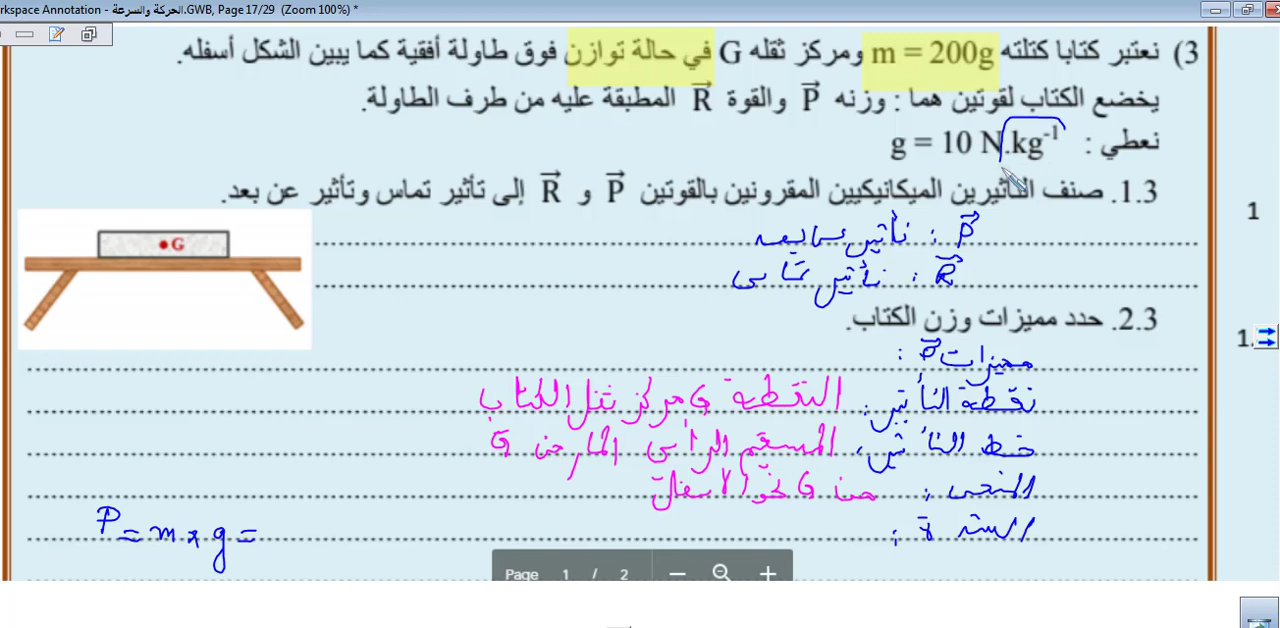 rkspace Annotation - الحركة والسرعة.GWB, Page 17/29 (Zoom 100%) *
3) نعتبر كتابا كتلته m = 200g ومركز ثقله G في حالة توازن فوق طاولة أفقية كما يبين الشكل أسفله.
يخضع الكتاب لقوتين هما : وزنه P⃗ والقوة R⃗ المطبقة عليه من طرف الطاولة.
نعطي : g = 10 N.kg⁻¹
1.3. صنف التأثيرين الميكانيكيين المقرونين بالقوتين P⃗ و R⃗ إلى تأثير تماس وتأثير عن بعد.
1
G
P⃗ : تأثير عن بعد
R⃗ : تأثير تماس
2.3. حدد مميزات وزن الكتاب.
1.
مميزات P⃗ :
نقطة التأثير : النقطة G مركز ثقل الكتاب
خط التأثير : المستقيم الرأسي المار من G
المنحى : من G نحو الأسفل
الشدة :
P = m x g =
Page 1 / 2